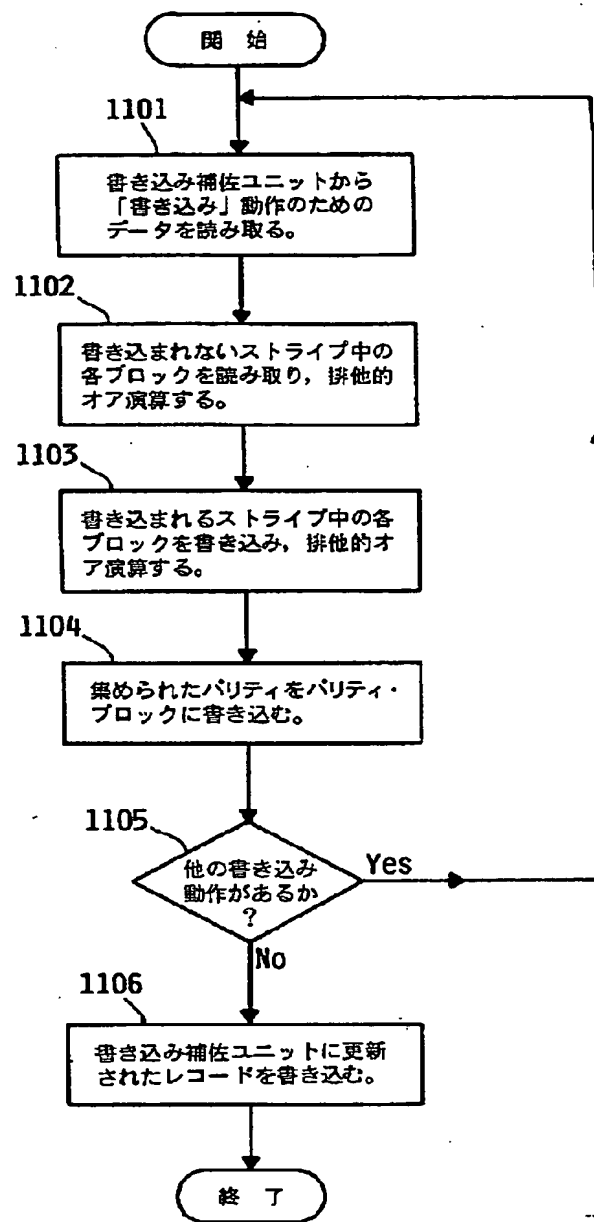 開 始
1101
書き込み補佐ユニットから
「書き込み」動作のための
データを読み取る。
1102
書き込まれないストライプ中の
各ブロックを読み取り，排他的
オア演算する。
1103
書き込まれるストライプ中の各
ブロックを書き込み，排他的オ
ア演算する。
1104
集められたパリティをパリティ・
ブロックに書き込む。
1105
他の書き込み
動作があるか
？
Yes
No
1106
書き込み補佐ユニットに更新
されたレコードを書き込む。
終 了